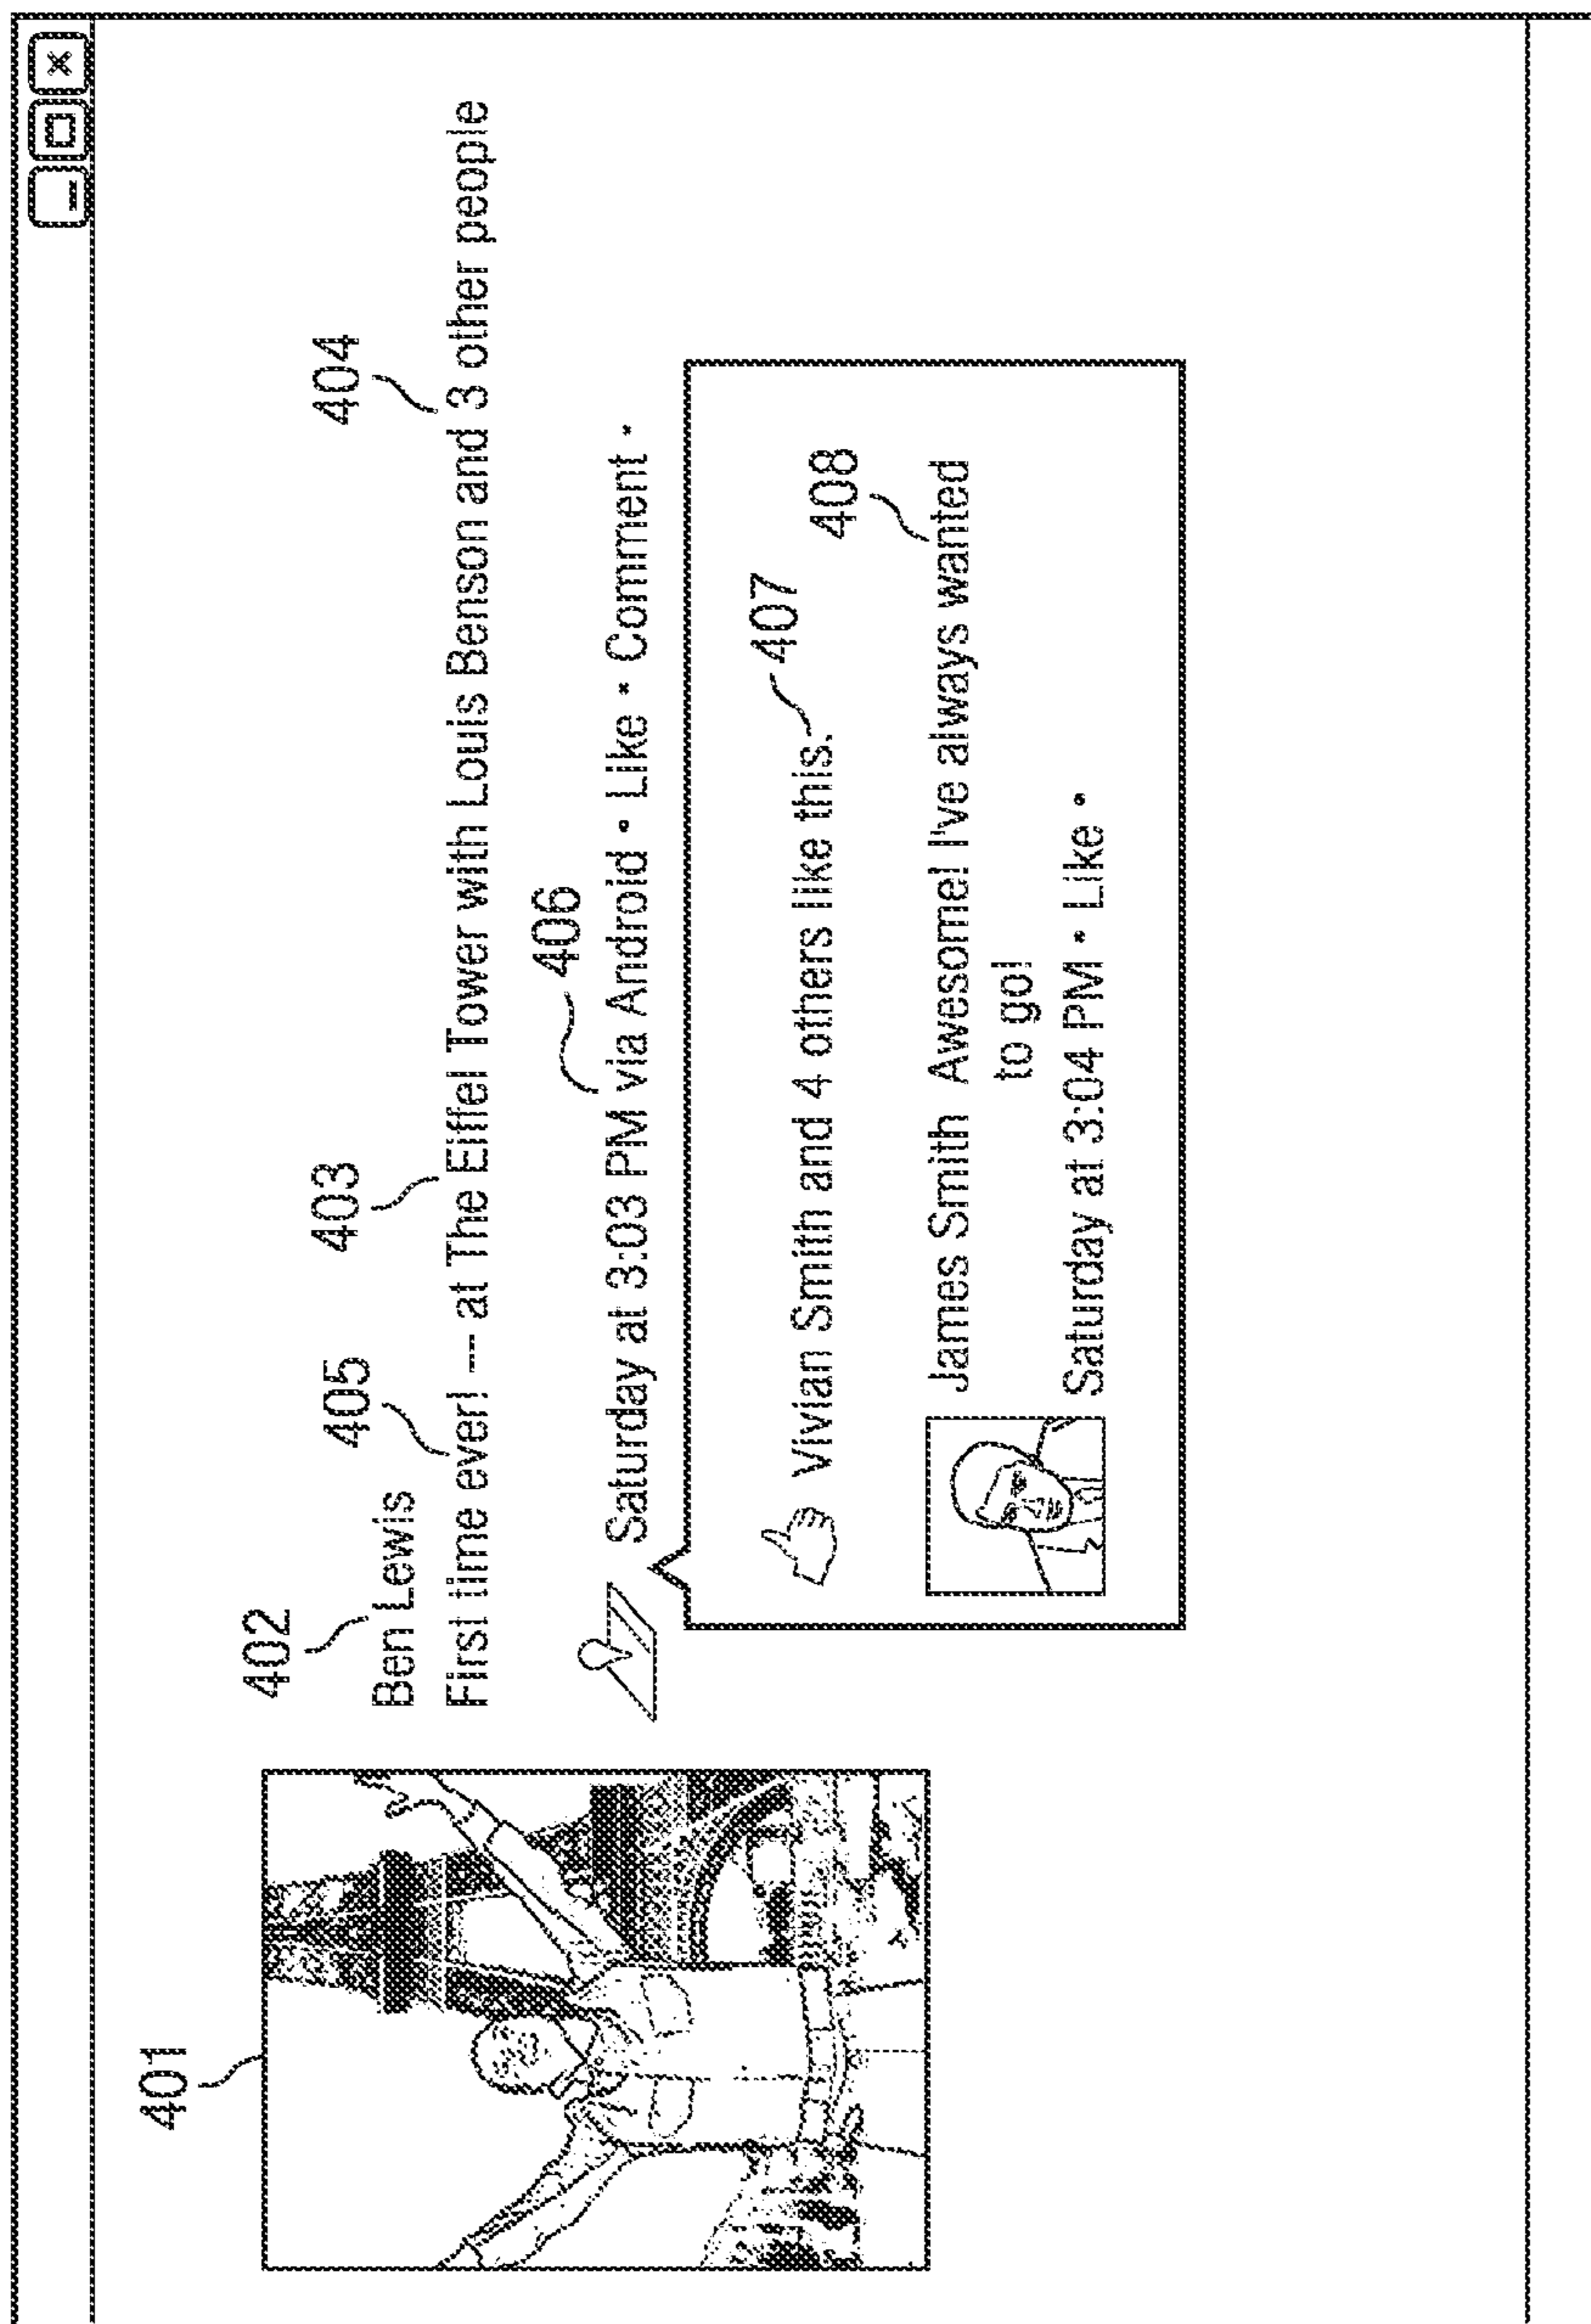 401
402
Ben Lewis
405
403
404
First time ever! --- at The Eiffel Tower with Louis Benson and 3 other people
406
Saturday at 3:03 PM via Android • Like • Comment •
407
Vivian Smith and 4 others like this.
408
James Smith Awesome! I've always wanted
to go!
Saturday at 3:04 PM • Like •